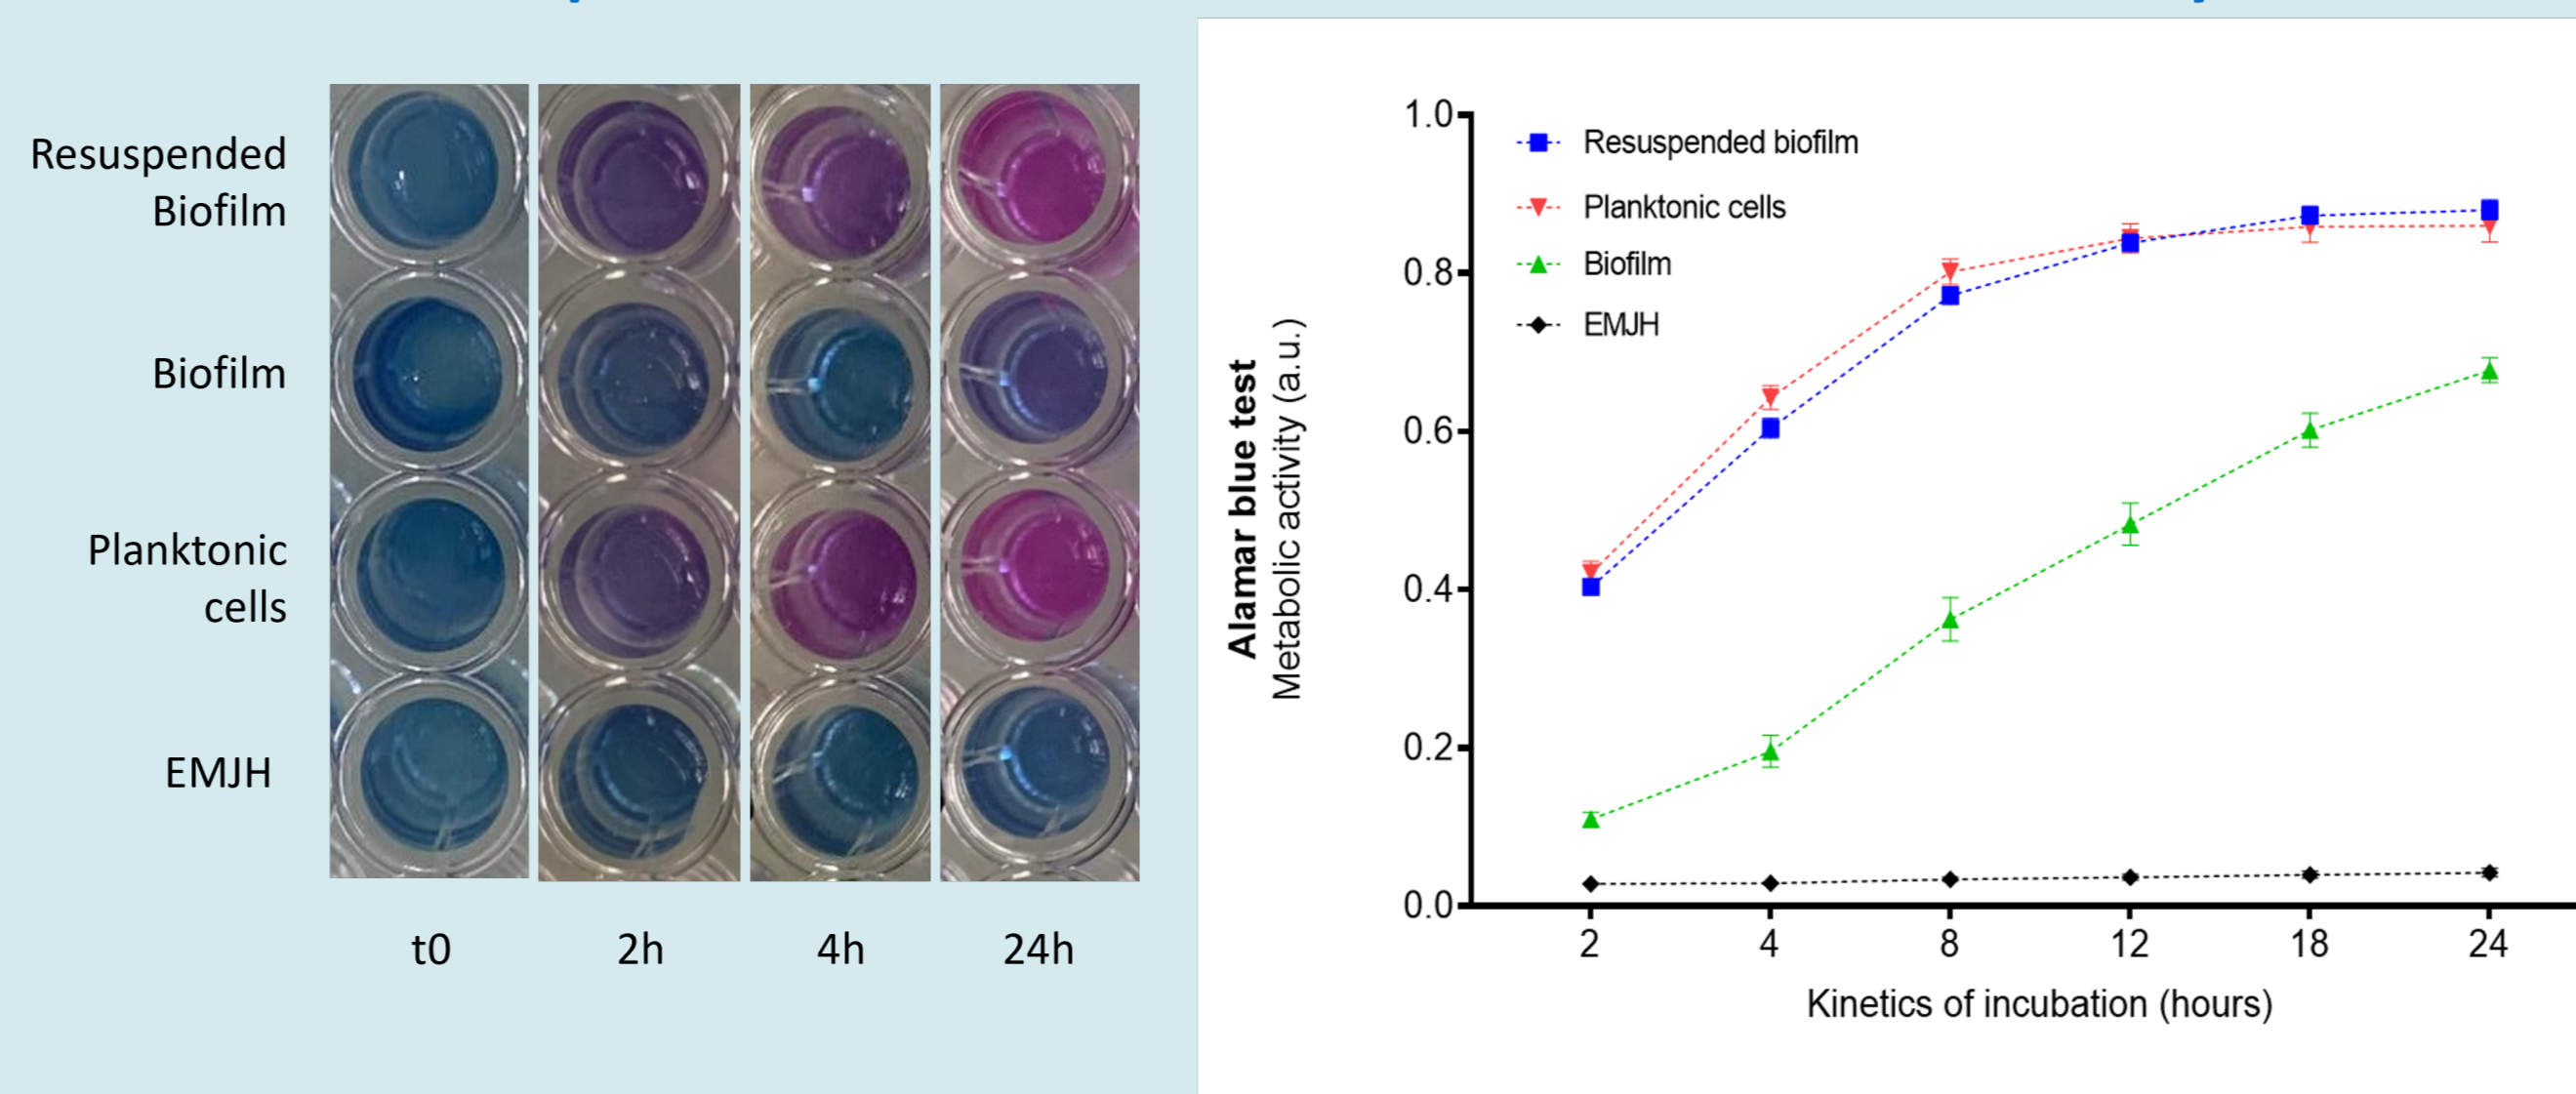 Resuspended
Biofilm
Biofilm
Planktonic
cells
EMJH
t0
2h
4h
24h
Alamar blue test
Metabolic activity (a.u.)
1.0
0.8
0.6
0.4
0.2
0.0
Resuspended biofilm
Planktonic cells
Biofilm
EMJH
2
4
8
12
18
24
Kinetics of incubation (hours)